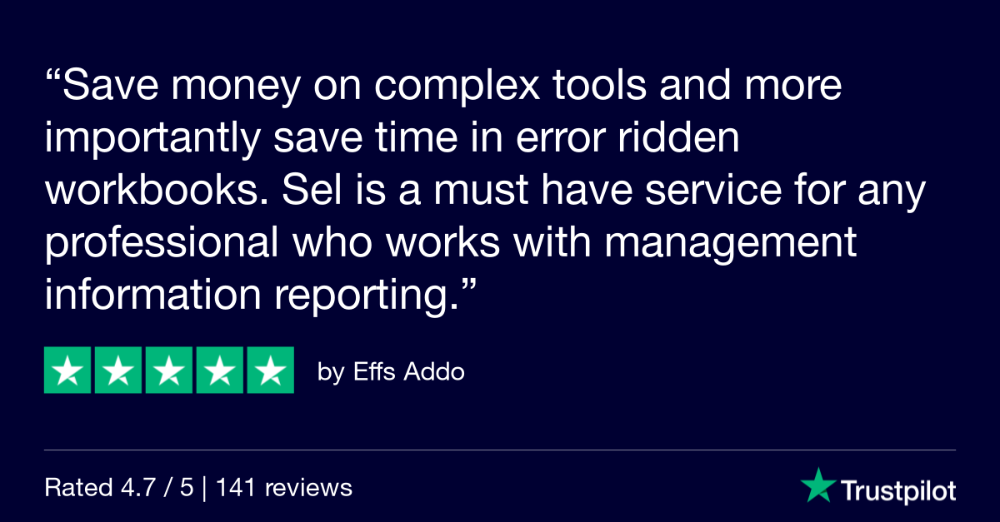 “Save money on complex tools and more
importantly save time in error ridden
workbooks. Sel is a must have service for any
professional who works with management
information reporting.”
by Effs Addo
Rated 4.7 / 5 | 141 reviews
Trustpilot